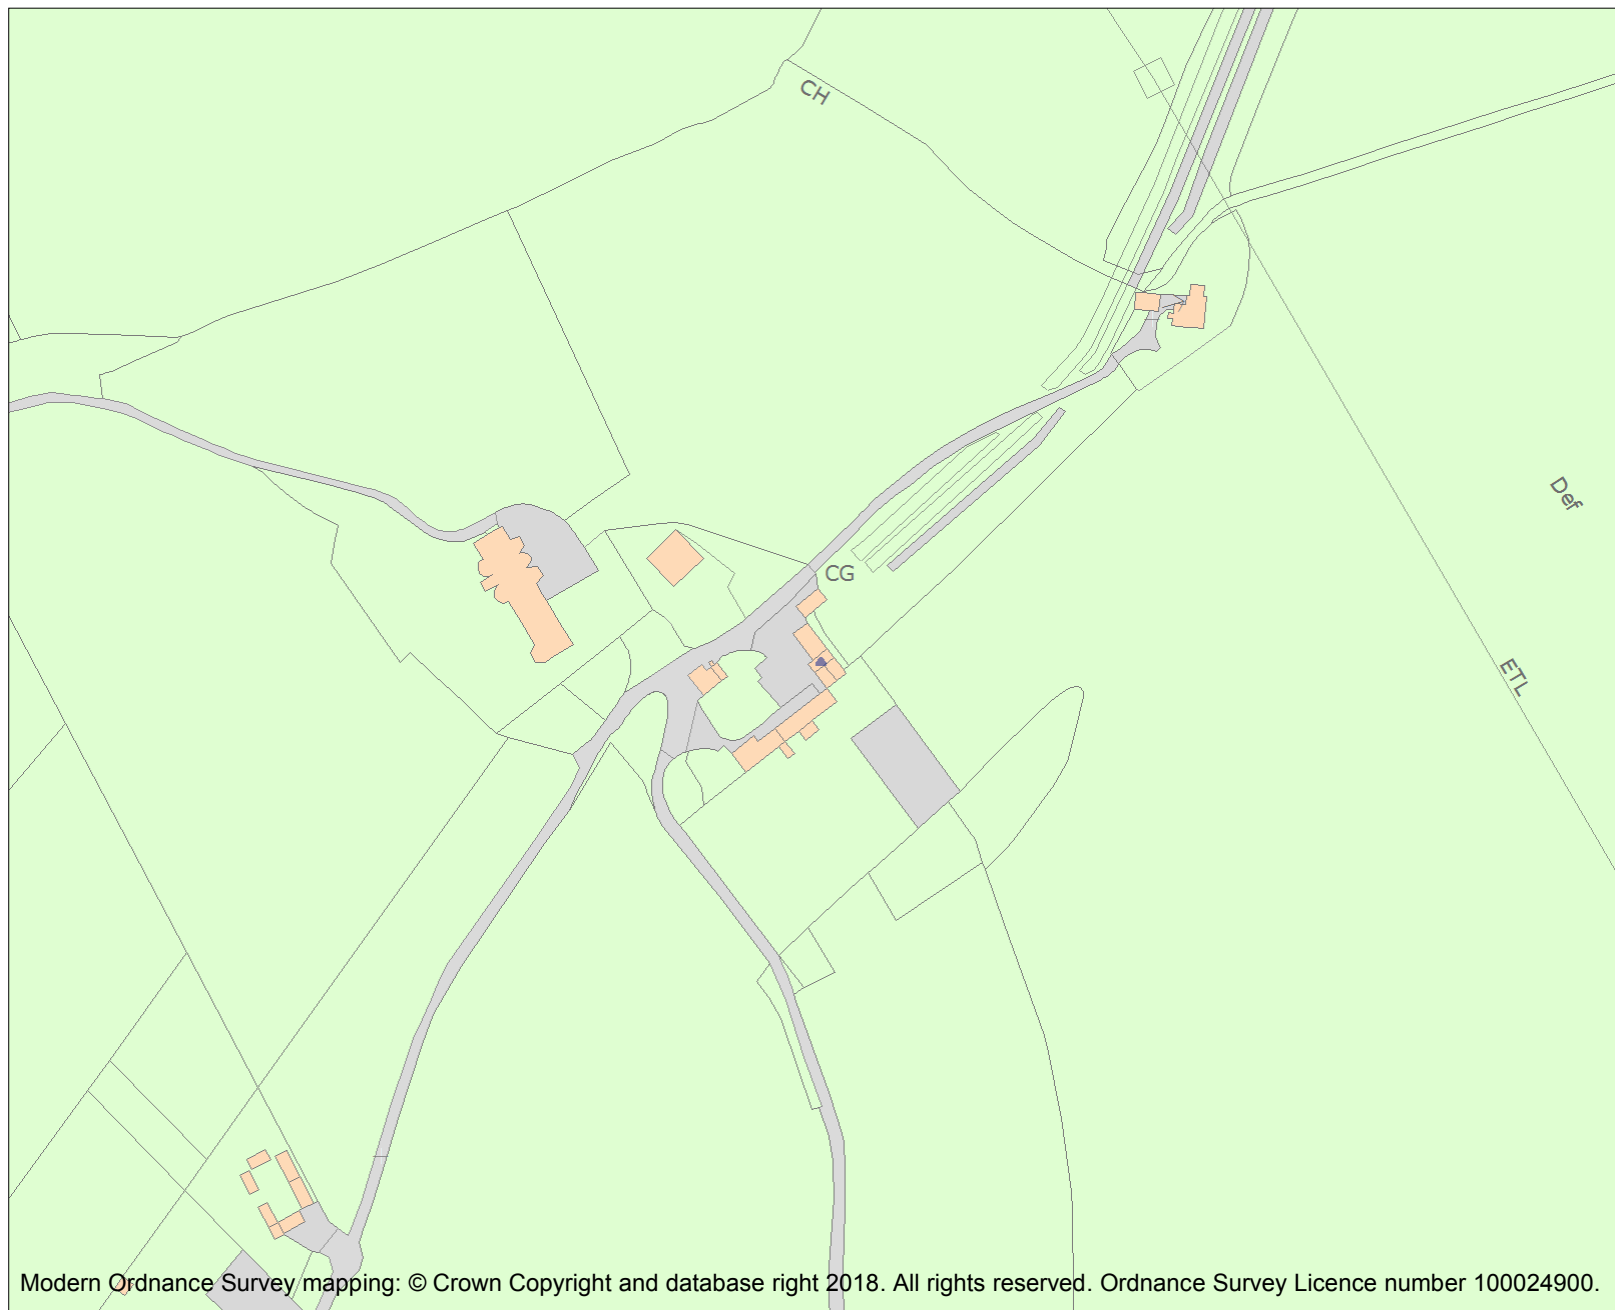 CH
Def
CG
ETL
Modern Ordnance Survey mapping: © Crown Copyright and database right 2018. All rights reserved. Ordnance Survey Licence number 100024900.